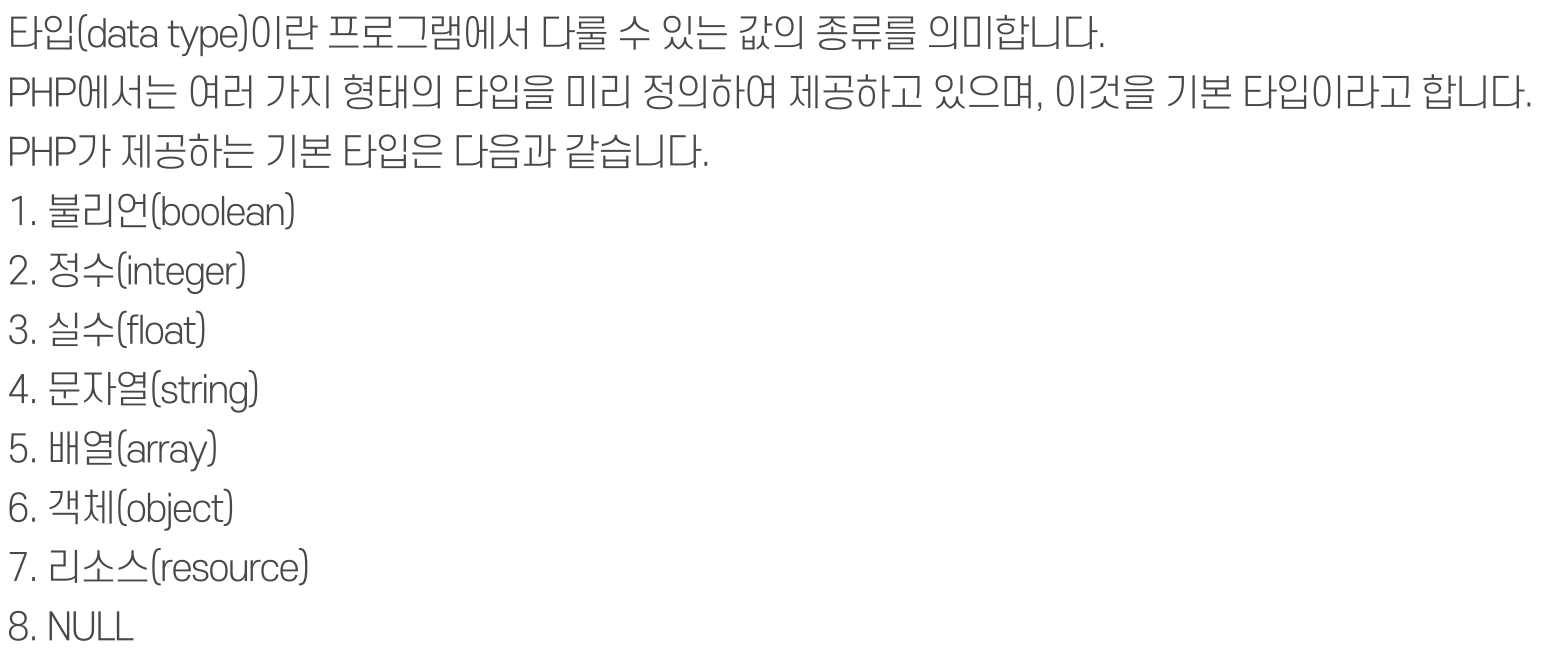 타입(data type)이란 프로그램에서 다룰 수 있는 값의 종류를 의미합니다.
PHP에서는 여러 가지 형태의 타입을 미리 정의하여 제공하고 있으며, 이것을 기본 타입이라고 합니다.
PHP가 제공하는 기본 타입은 다음과 같습니다.
1. 불리언(boolean)
2. 정수(integer)
3. 실수(float)
4. 문자열(string)
5. 배열(array)
6. 객체(object)
7. 리소스(resource)
8. NULL